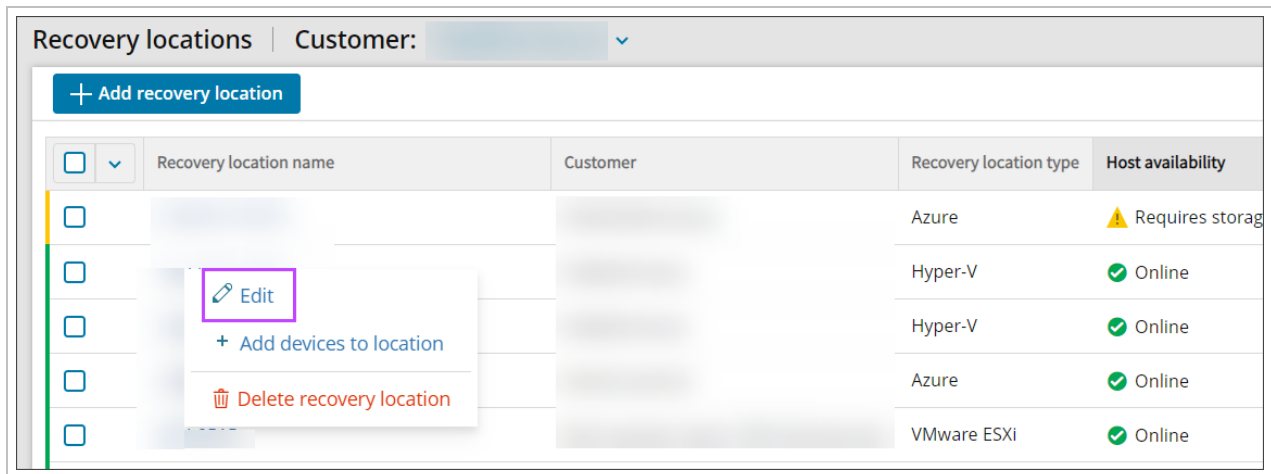 Recovery locations | Customer:
+ Add recovery location
Recovery location name Customer Recovery location type Host availability
Azure Requires storag
Hyper-V Online
Edit
Hyper-V Online
+ Add devices to location
Azure Online
Delete recovery location
VMware ESXi Online